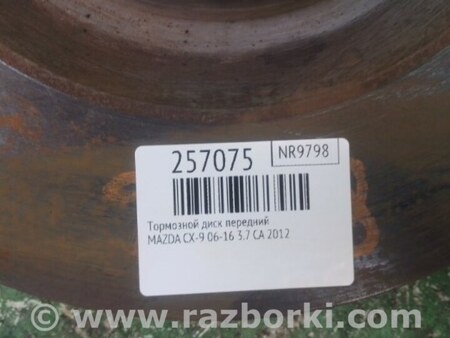 257075 NR9798
Тормозной диск передний
MAZDA CX-9 06-16 3.7 CA 2012
© www.razborki.com